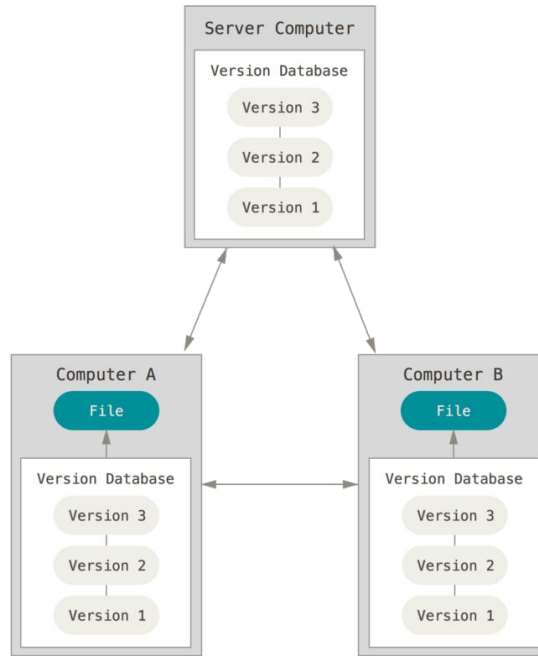 Server Computer
Version Database
Version 3
Version 2
Version 1
Computer A
File
Version Database
Version 3
Version 2
Version 1
Computer B
File
Version Database
Version 3
Version 2
Version 1